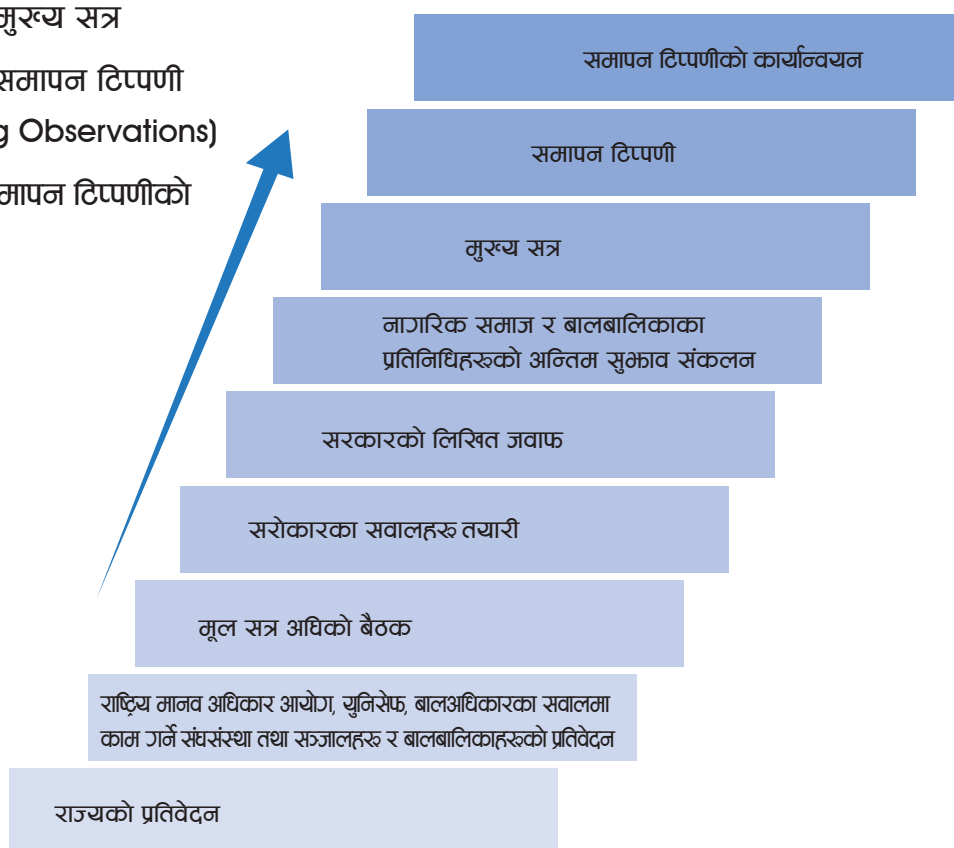 मुख्य सत्र
समापन टिप्पणी
g Observations)
मापन टिप्पणीको
समापन टिप्पणीको कार्यान्वयन
समापन टिप्पणी
मुख्य सत्र
नागरिक समाज र बालबालिकाका
प्रतिनिधिहरुको अन्तिम सुझाव संकलन
सरकारको लिखित जवाफ
सरोकारका सवालहरु तयारी
मूल सत्र अघिको बैठक
राष्ट्रिय मानव अधिकार आयोग, युनिसेफ, बालअधिकारका सवालमा
काम गर्ने संघसंस्था तथा सञ्जालहरु र बालबालिकाहरुको प्रतिवेदन
राज्यको प्रतिवेदन